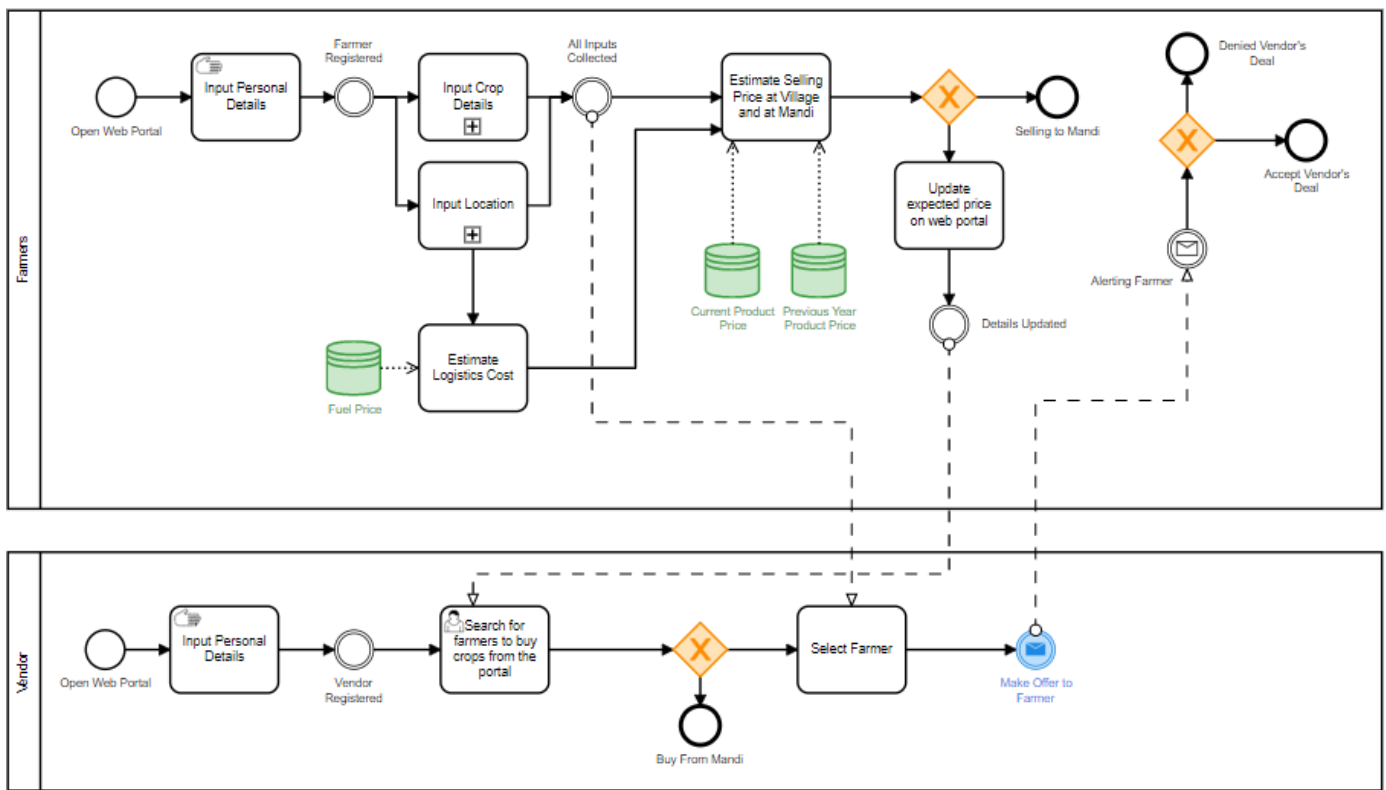 Farmers
Open Web Portal
Input Personal
Details
Farmer
Registered
Input Crop
Details
Input Location
Estimate
Logistics Cost
Fuel Price
All Inputs
Collected
Estimate Selling
Price at Village
and at Mandi
Current Product
Price
Previous Year
Product Price
Selling to Mandi
Update
expected price
on web portal
Details Updated
Denied Vendor's
Deal
Accept Vendor's
Deal
Alerting Farmer
Vendor
Open Web Portal
Input Personal
Details
Vendor
Registered
Search for
farmers to buy
crops from the
portal
Buy From Mandi
Select Farmer
Make Offer to
Farmer